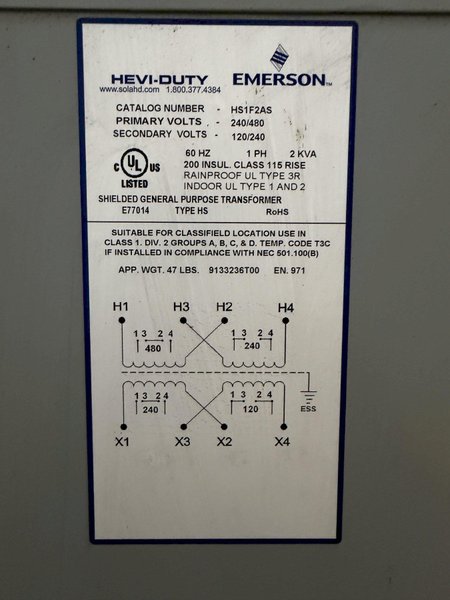 HEVI-DUTY EMERSON™
www.solahd.com 1.800.377.4384
CATALOG NUMBER - HS1F2AS
PRIMARY VOLTS - 240/480
SECONDARY VOLTS - 120/240
C UL US LISTED
60 HZ 1 PH 2 KVA
200 INSUL. CLASS 115 RISE
RAINPROOF UL TYPE 3R
INDOOR UL TYPE 1 AND 2
SHIELDED GENERAL PURPOSE TRANSFORMER
E77014 TYPE HS RoHS
SUITABLE FOR CLASSIFIELD LOCATION USE IN
CLASS 1. DIV. 2 GROUPS A, B, C, & D. TEMP. CODE T3C
IF INSTALLED IN COMPLIANCE WITH NEC 501.100(B)
APP. WGT. 47 LBS. 9133236T00 EN. 971
H1 H3 H2 H4
1 3 2 4 1 3 2 4
480 240
1 3 2 4 1 3 2 4
240 120
ESS
X1 X3 X2 X4